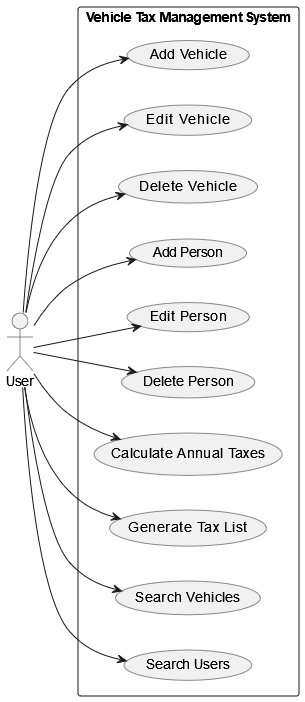 Vehicle Tax Management System
Add Vehicle
Edit Vehicle
Delete Vehicle
Add Person
Edit Person
User
Delete Person
Calculate Annual Taxes
Generate Tax List
Search Vehicles
Search Users